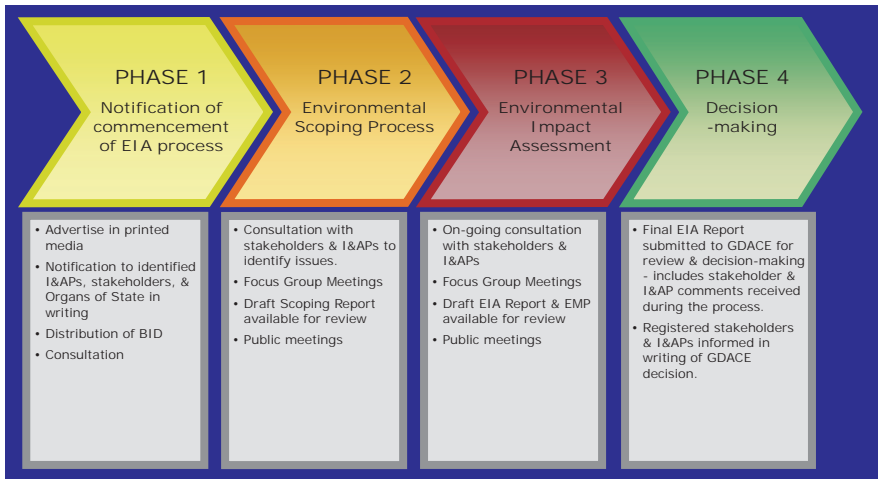 PHASE 1
Notification of
commencement
of EIA process
• Advertise in printed
media
• Notification to identified
I&APs, stakeholders, &
Organs of State in
writing
• Distribution of BID
• Consultation
PHASE 2
Environmental
Scoping Process
• Consultation with
stakeholders & I&APs to
identify issues.
• Focus Group Meetings
• Draft Scoping Report
available for review
• Public meetings
PHASE 3
Environmental
Impact
Assessment
• On-going consultation
with stakeholders &
I&APs
• Focus Group Meetings
• Draft EIA Report & EMP
available for review
• Public meetings
PHASE 4
Decision
-making
• Final EIA Report
submitted to GDACE for
review & decision-making
- includes stakeholder &
I&AP comments received
during the process.
• Registered stakeholders
& I&APs informed in
writing of GDACE
decision.